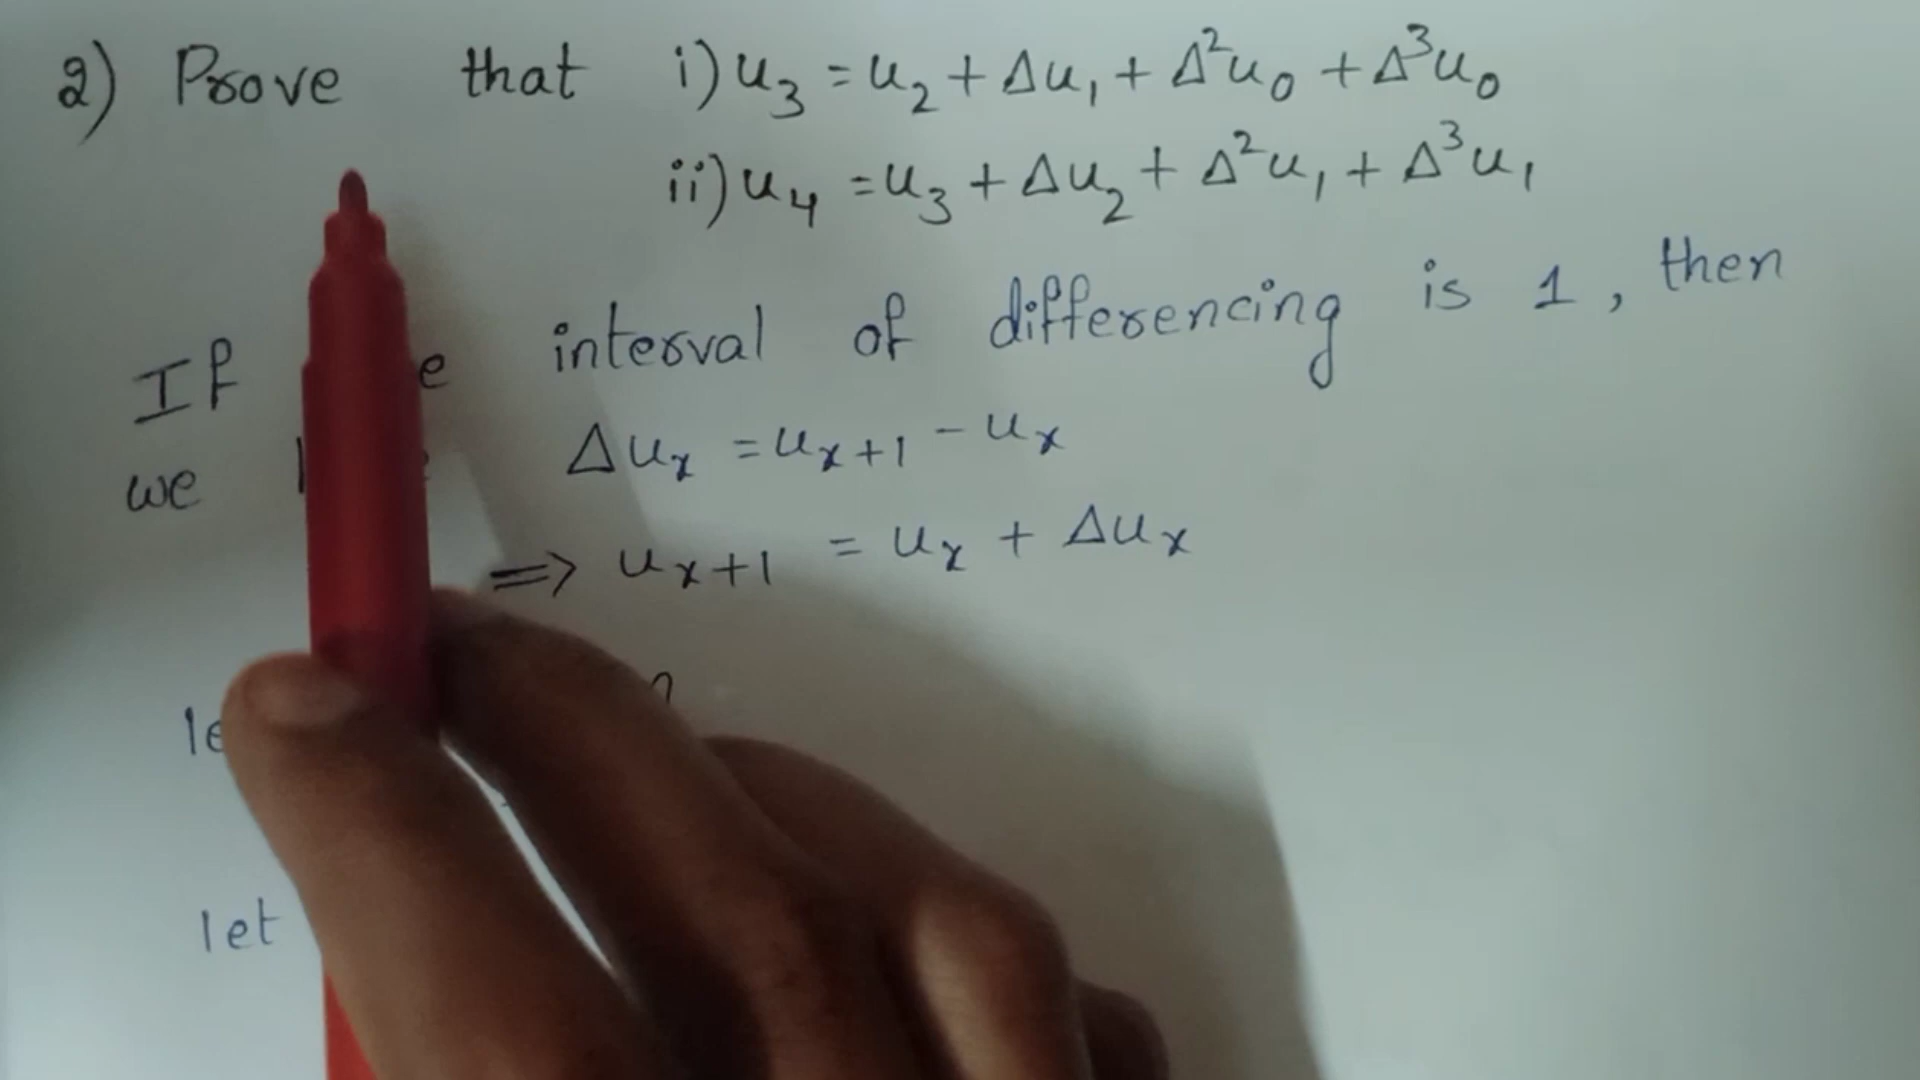 2) Prove that i) u₃ = u₂ + Δu₁ + Δ²u₀ + Δ³u₀
ii) u₄ = u₃ + Δu₂ + Δ²u₁ + Δ³u₁
If interval of differencing is 1, then
we Δuₓ = uₓ₊₁ - uₓ
⇒ uₓ₊₁ = uₓ + Δuₓ
let